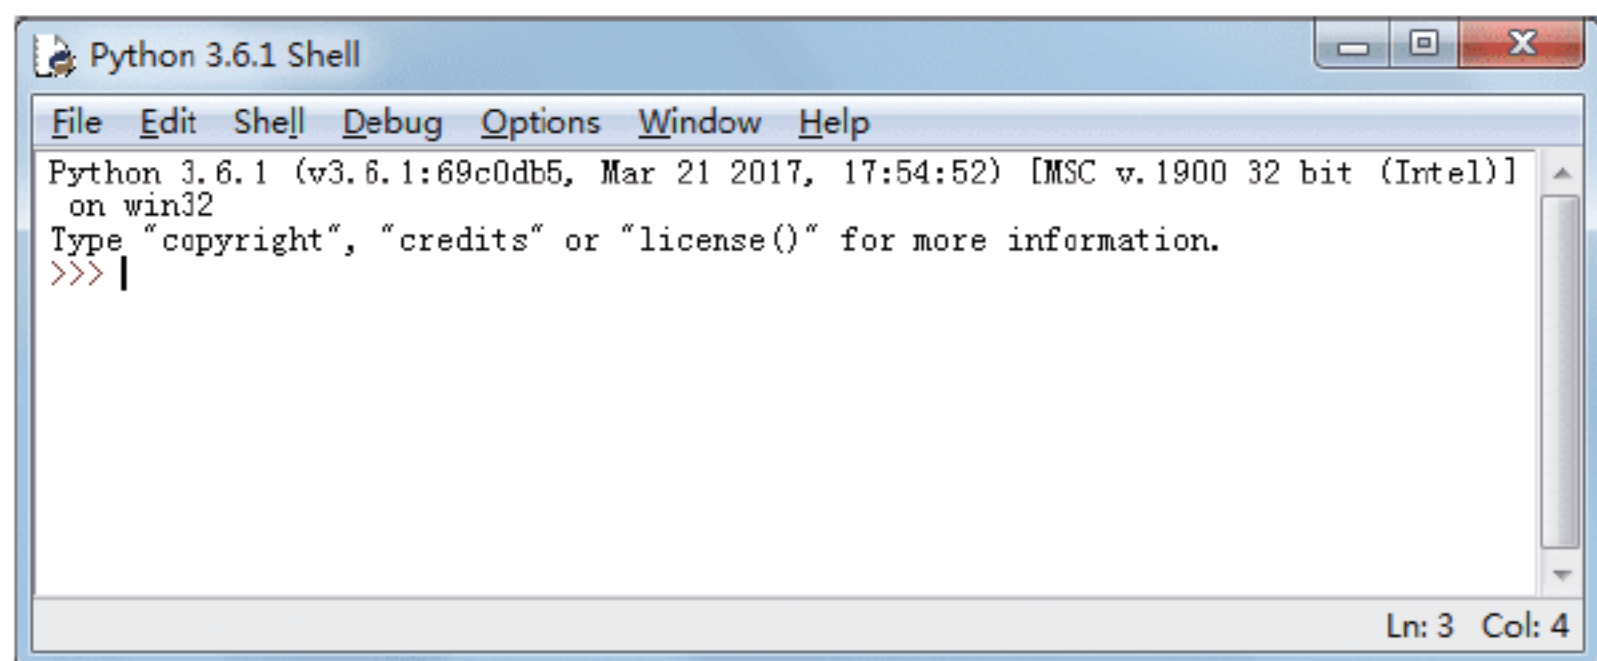 Python 3.6.1 Shell
File Edit Shell Debug Options Window Help
Python 3.6.1 (v3.6.1:69c0db5, Mar 21 2017, 17:54:52) [MSC v.1900 32 bit (Intel)]
on win32
Type "copyright", "credits" or "license()" for more information.
>>>
Ln: 3 Col: 4